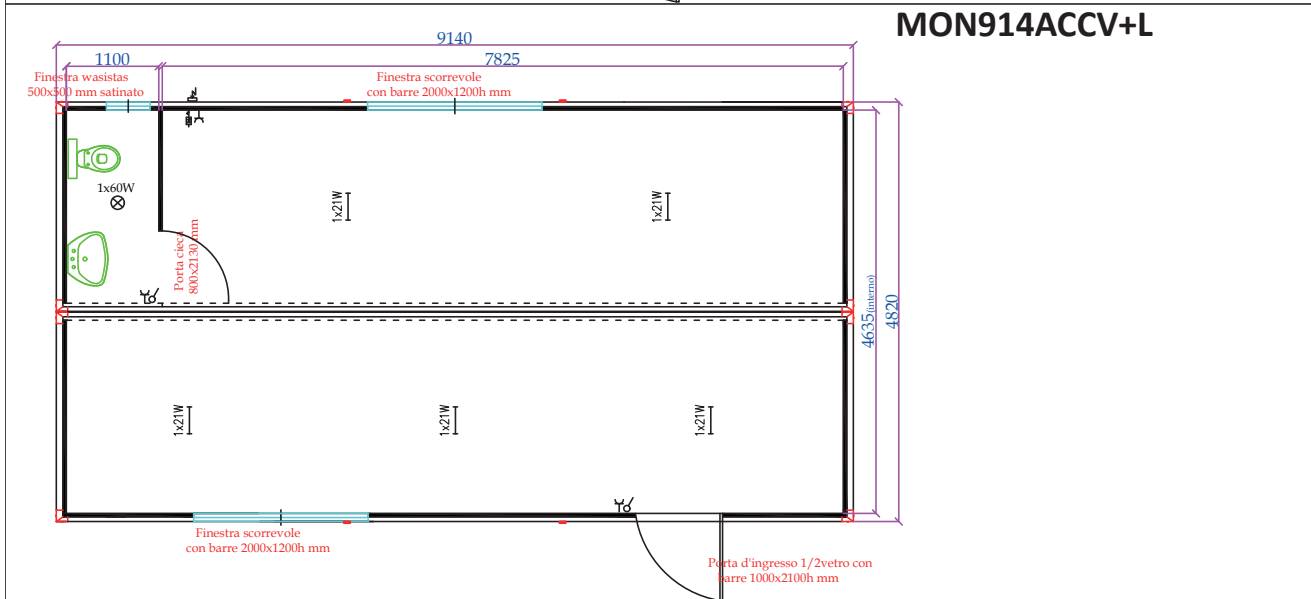 MON914ACCV+L
9140
1100
7825
Finestra wasistas
500x500 mm satinato
Finestra scorrevole
con barre 2000x1200h mm
1x60W
1x21W
1x21W
Porta cieca
800x2130 mm
4635(interno)
4820
1x21W
1x21W
1x21W
Finestra scorrevole
con barre 2000x1200h mm
Porta d'ingresso 1/2vetro con
barre 1000x2100h mm